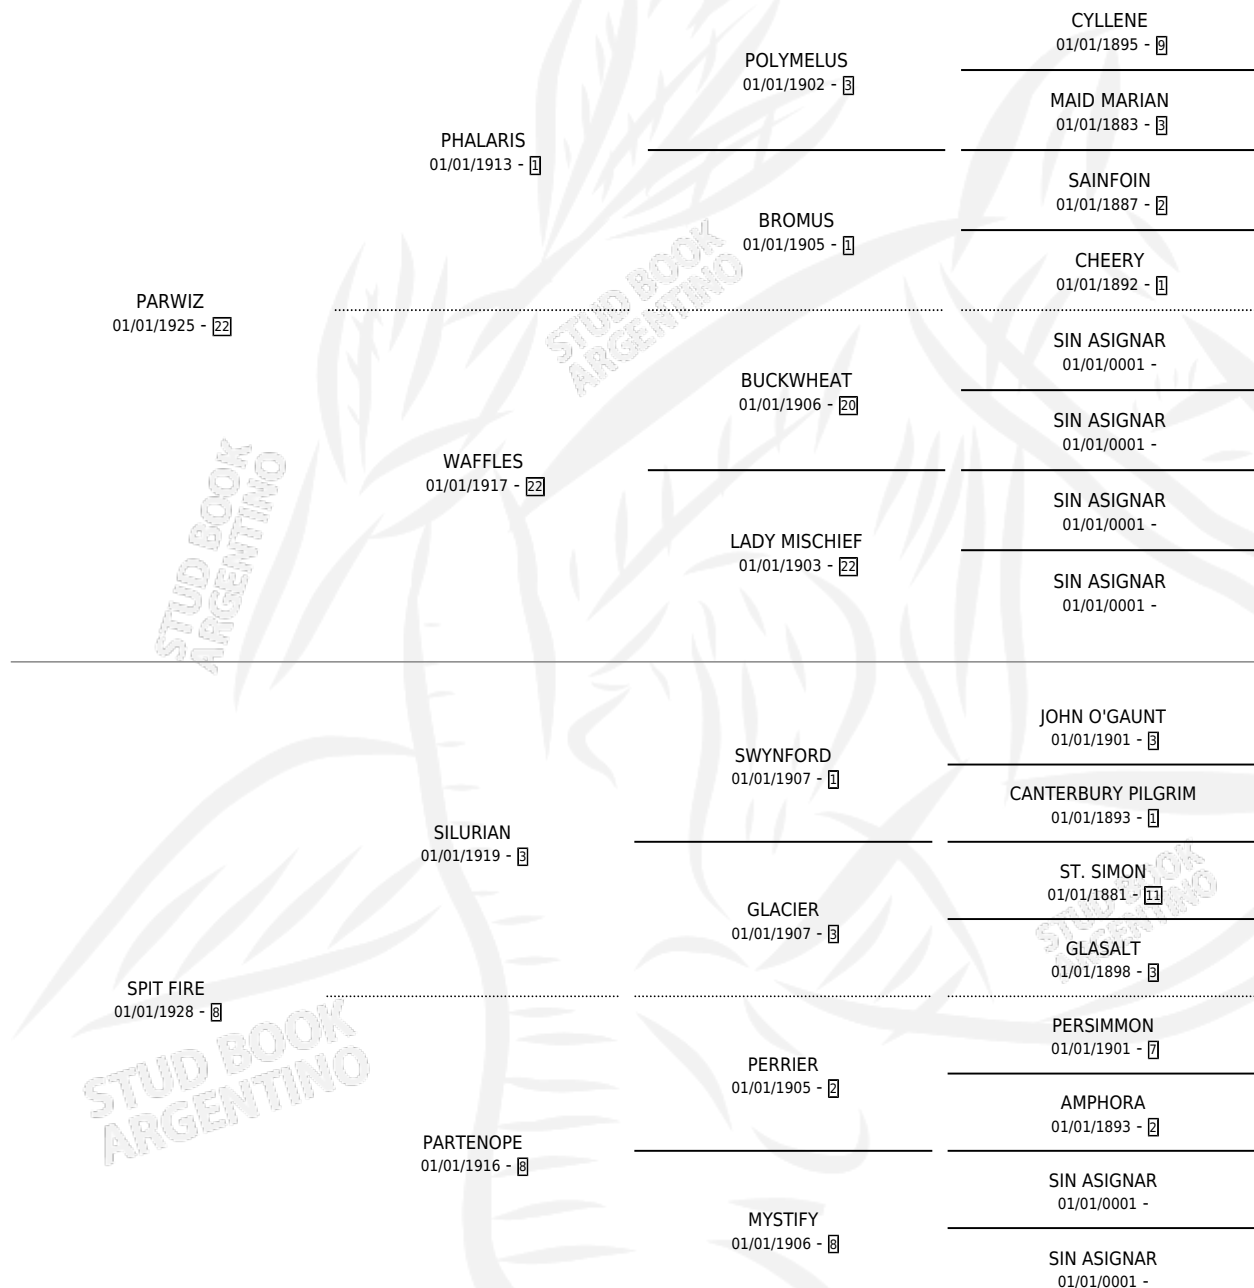 CYLLENE
01/01/1895 - 9
POLYMELUS
01/01/1902 - 3
MAID MARIAN
01/01/1883 - 3
PHALARIS
01/01/1913 - 1
SAINFOIN
01/01/1887 - 2
BROMUS
01/01/1905 - 1
CHEERY
01/01/1892 - 1
PARWIZ
01/01/1925 - 22
SIN ASIGNAR
01/01/0001 -
BUCKWHEAT
01/01/1906 - 20
SIN ASIGNAR
01/01/0001 -
WAFFLES
01/01/1917 - 22
SIN ASIGNAR
01/01/0001 -
LADY MISCHIEF
01/01/1903 - 22
SIN ASIGNAR
01/01/0001 -
STUD BOOK
ARGENTINO
STUD BOOK
ARGENTINO
JOHN O'GAUNT
01/01/1901 - 3
SWYNFORD
01/01/1907 - 1
CANTERBURY PILGRIM
01/01/1893 - 1
SILURIAN
01/01/1919 - 3
ST. SIMON
01/01/1881 - 11
GLACIER
01/01/1907 - 3
GLASALT
01/01/1898 - 3
SPIT FIRE
01/01/1928 - 8
PERSIMMON
01/01/1901 - 7
PERRIER
01/01/1905 - 2
AMPHORA
01/01/1893 - 2
PARTENOPE
01/01/1916 - 8
SIN ASIGNAR
01/01/0001 -
MYSTIFY
01/01/1906 - 8
SIN ASIGNAR
01/01/0001 -
STUD BOOK
ARGENTINO
STUD BOOK
ARGENTINO